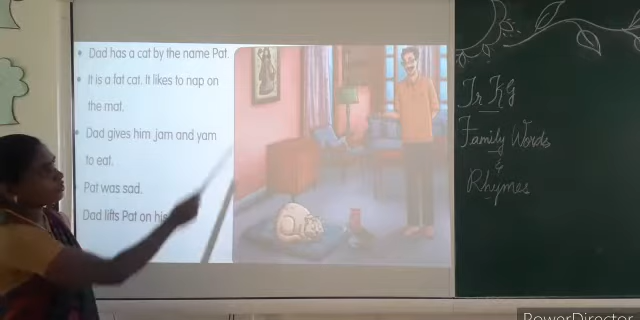 Dad has a cat by the name Pat.
It is a fat cat. It likes to nap on
the mat.
Dad gives him jam and yam
to eat.
Pat was sad.
Dad lifts Pat on his
Jr KG
Family Words
&
Rhymes
PowerDirector